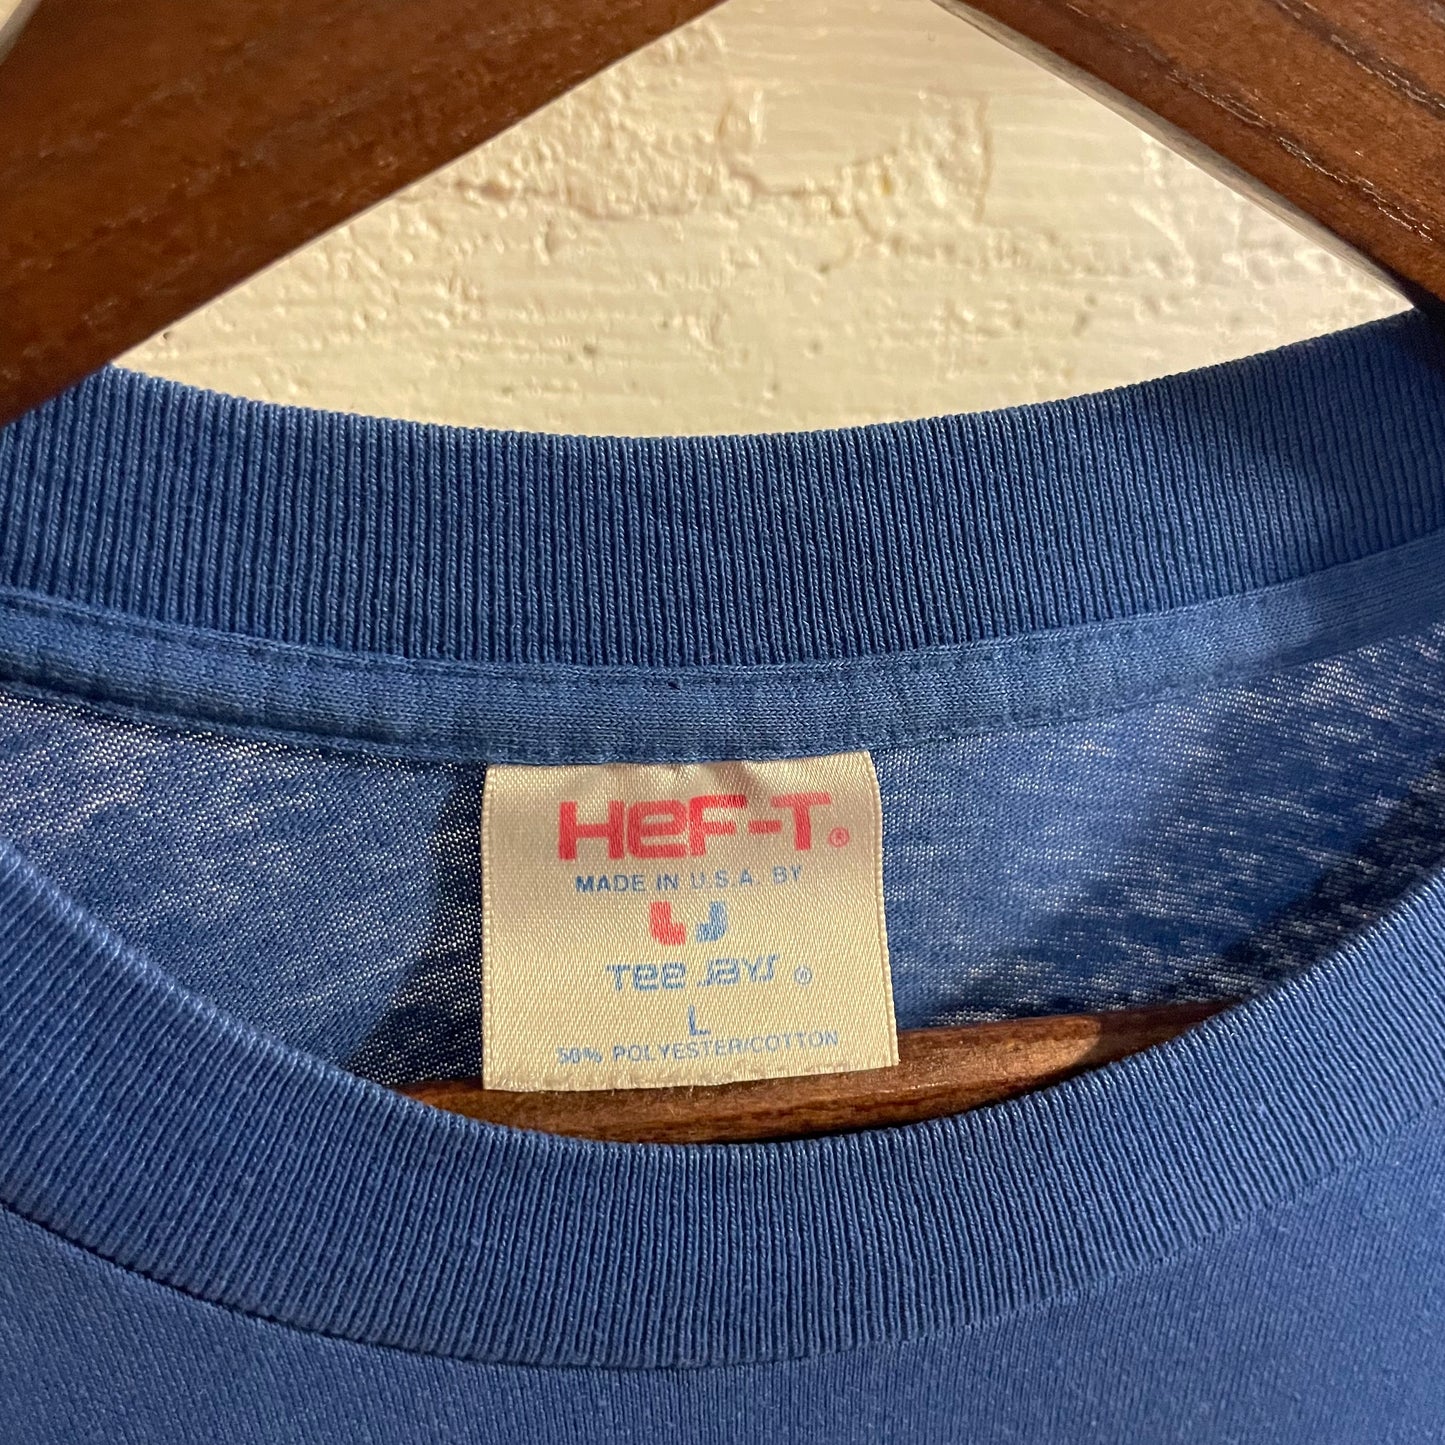 HeF-T®
MADE IN U.S.A. BY
Tee Jays ®
L
50% POLYESTER/COTTON